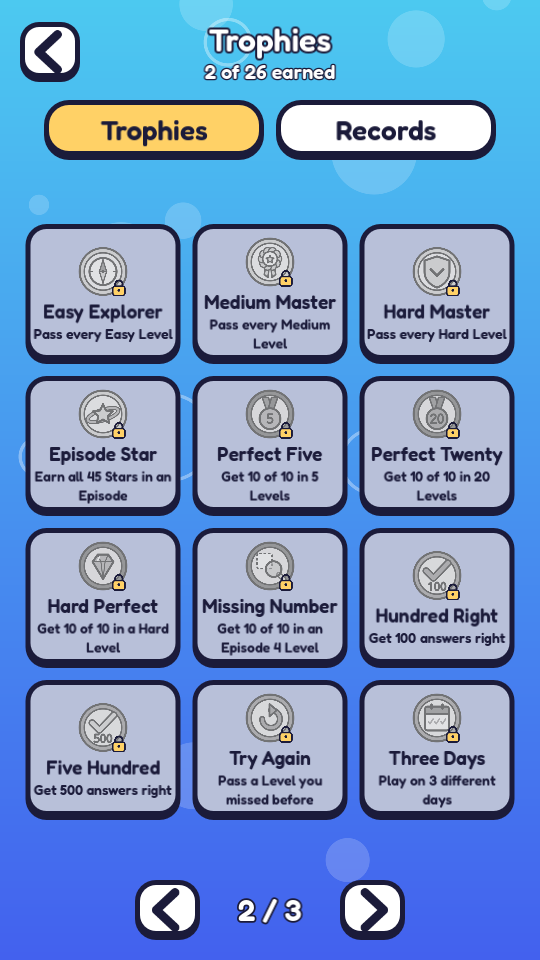 Trophies
2 of 26 earned
Trophies
Records
Easy Explorer
Pass every Easy Level
Medium Master
Pass every Medium
Level
Hard Master
Pass every Hard Level
Episode Star
Earn all 45 Stars in an
Episode
5
Perfect Five
Get 10 of 10 in 5
Levels
20
Perfect Twenty
Get 10 of 10 in 20
Levels
Hard Perfect
Get 10 of 10 in a Hard
Level
Missing Number
Get 10 of 10 in an
Episode 4 Level
100
Hundred Right
Get 100 answers right
500
Five Hundred
Get 500 answers right
Try Again
Pass a Level you
missed before
Three Days
Play on 3 different
days
2 / 3